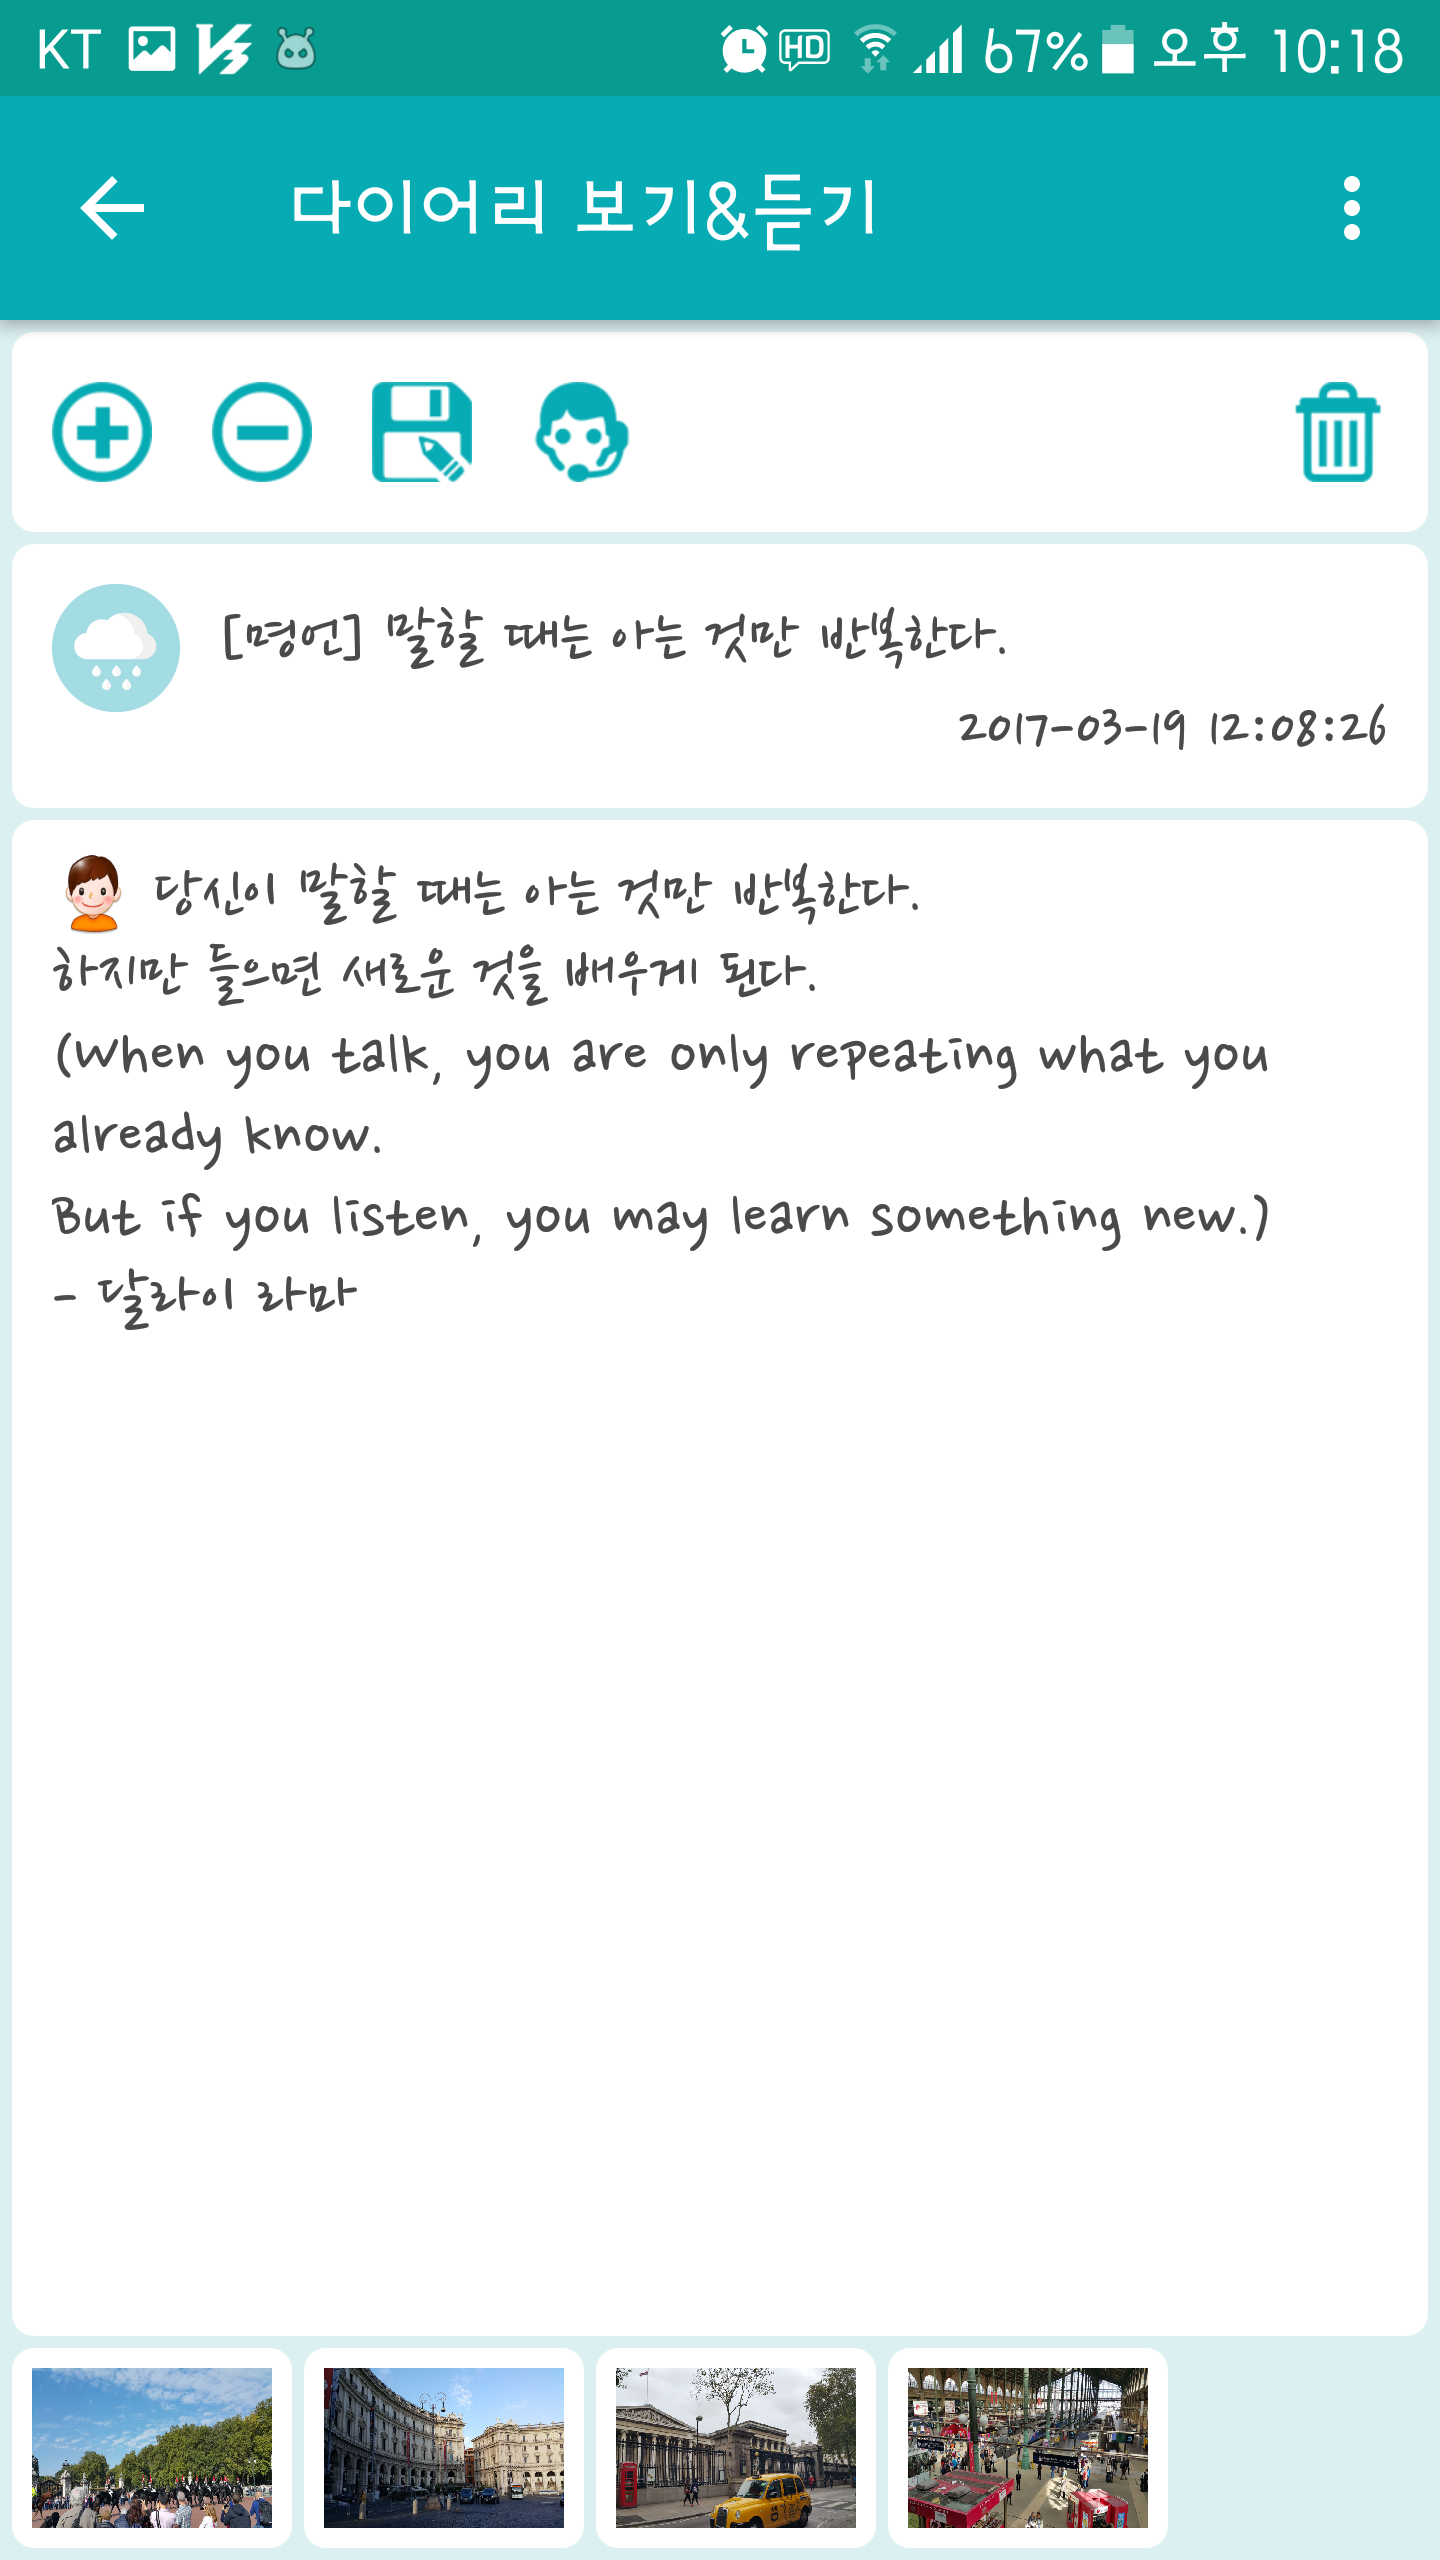 KT HD 67% 오후 10:18
다이어리 보기&듣기
[명언] 말할 때는 아는 것만 반복한다.
2017-03-19 12:08:26
당신이 말할 때는 아는 것만 반복한다.
하지만 들으면 새로운 것을 배우게 된다.
(When you talk, you are only repeating what you
already know.
But if you listen, you may learn something new.)
- 달라이 라마